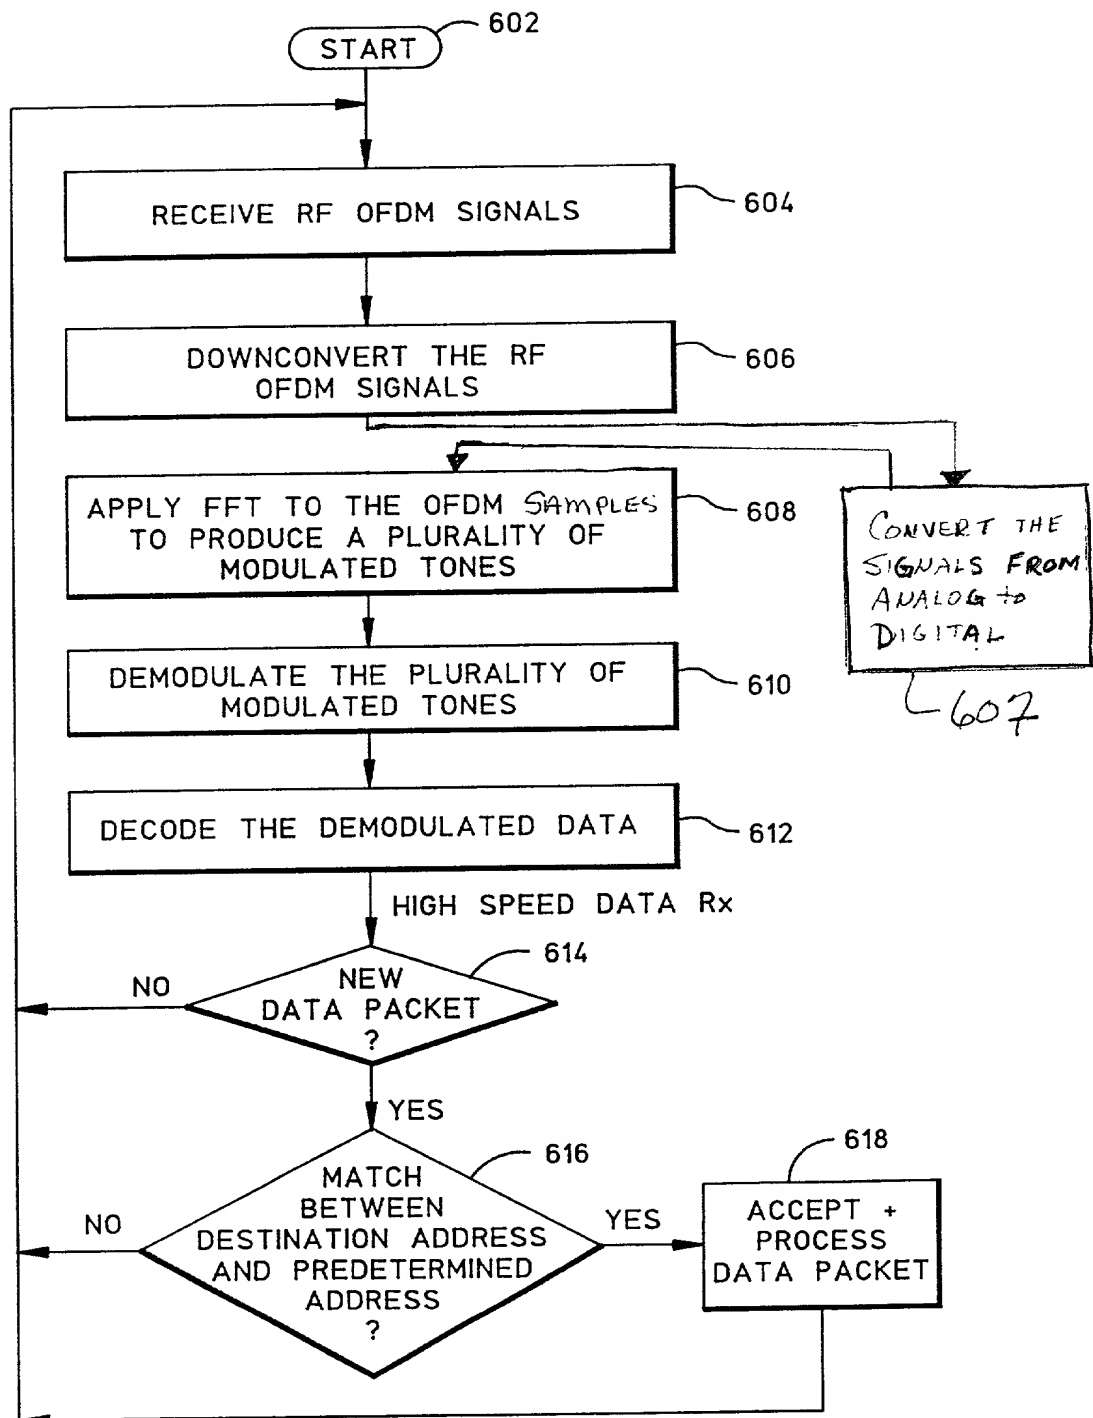 602
START
RECEIVE RF OFDM SIGNALS
604
DOWNCONVERT THE RF
OFDM SIGNALS
606
APPLY FFT TO THE OFDM SAMPLES
TO PRODUCE A PLURALITY OF
MODULATED TONES
608
CONVERT THE
SIGNALS FROM
ANALOG to
DIGITAL
607
DEMODULATE THE PLURALITY OF
MODULATED TONES
610
DECODE THE DEMODULATED DATA
612
HIGH SPEED DATA Rx
614
NEW
DATA PACKET
?
NO
YES
616
MATCH
BETWEEN
DESTINATION ADDRESS
AND PREDETERMINED
ADDRESS
?
NO
YES
618
ACCEPT +
PROCESS
DATA PACKET